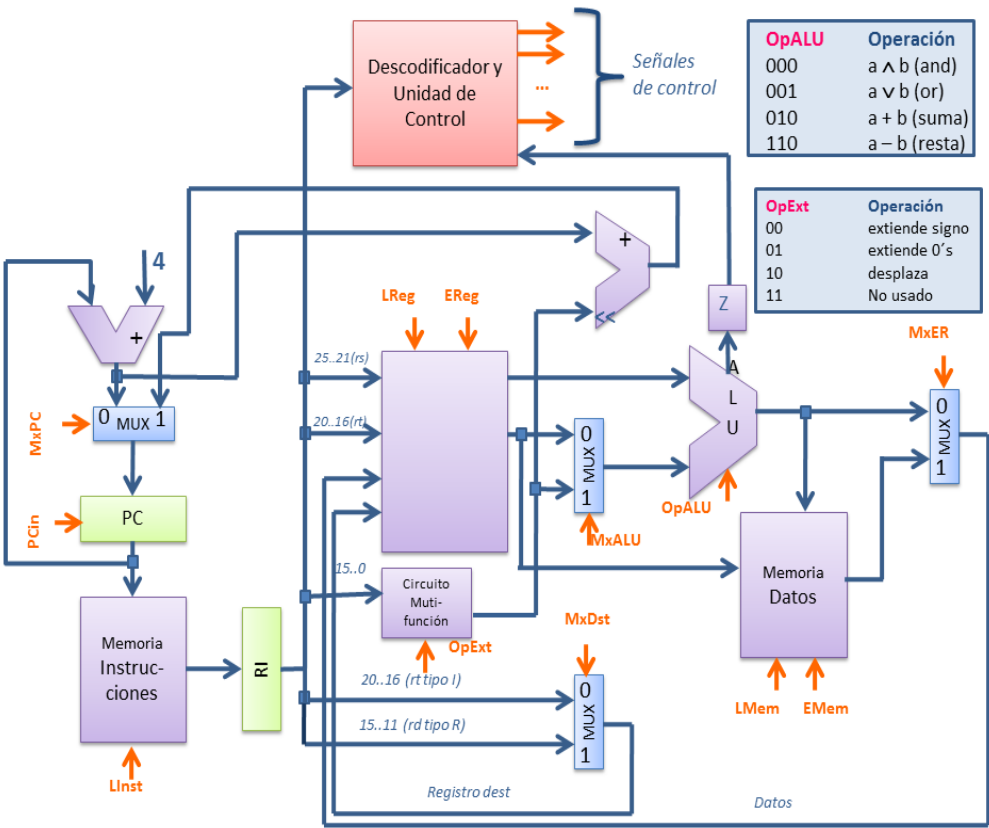 Descodificador y
Unidad de
Control
...
Señales
de control
OpALU Operación
000 a ∧ b (and)
001 a ∨ b (or)
010 a + b (suma)
110 a – b (resta)
OpExt Operación
00 extiende signo
01 extiende 0´s
10 desplaza
11 No usado
4
+
+
<<
LReg
EReg
Z
MxER
25..21(rs)
20..16(rt)
A
L
U
0 MUX 1
MxPC
0
MUX
1
0
MUX
1
OpALU
MxALU
PC
PCin
15..0
Circuito
Muti-
función
OpExt
Memoria
Datos
Memoria
Instruc-
ciones
RI
MxDst
20..16 (rt tipo I)
0
MUX
1
15..11 (rd tipo R)
LMem
EMem
LInst
Registro dest
Datos